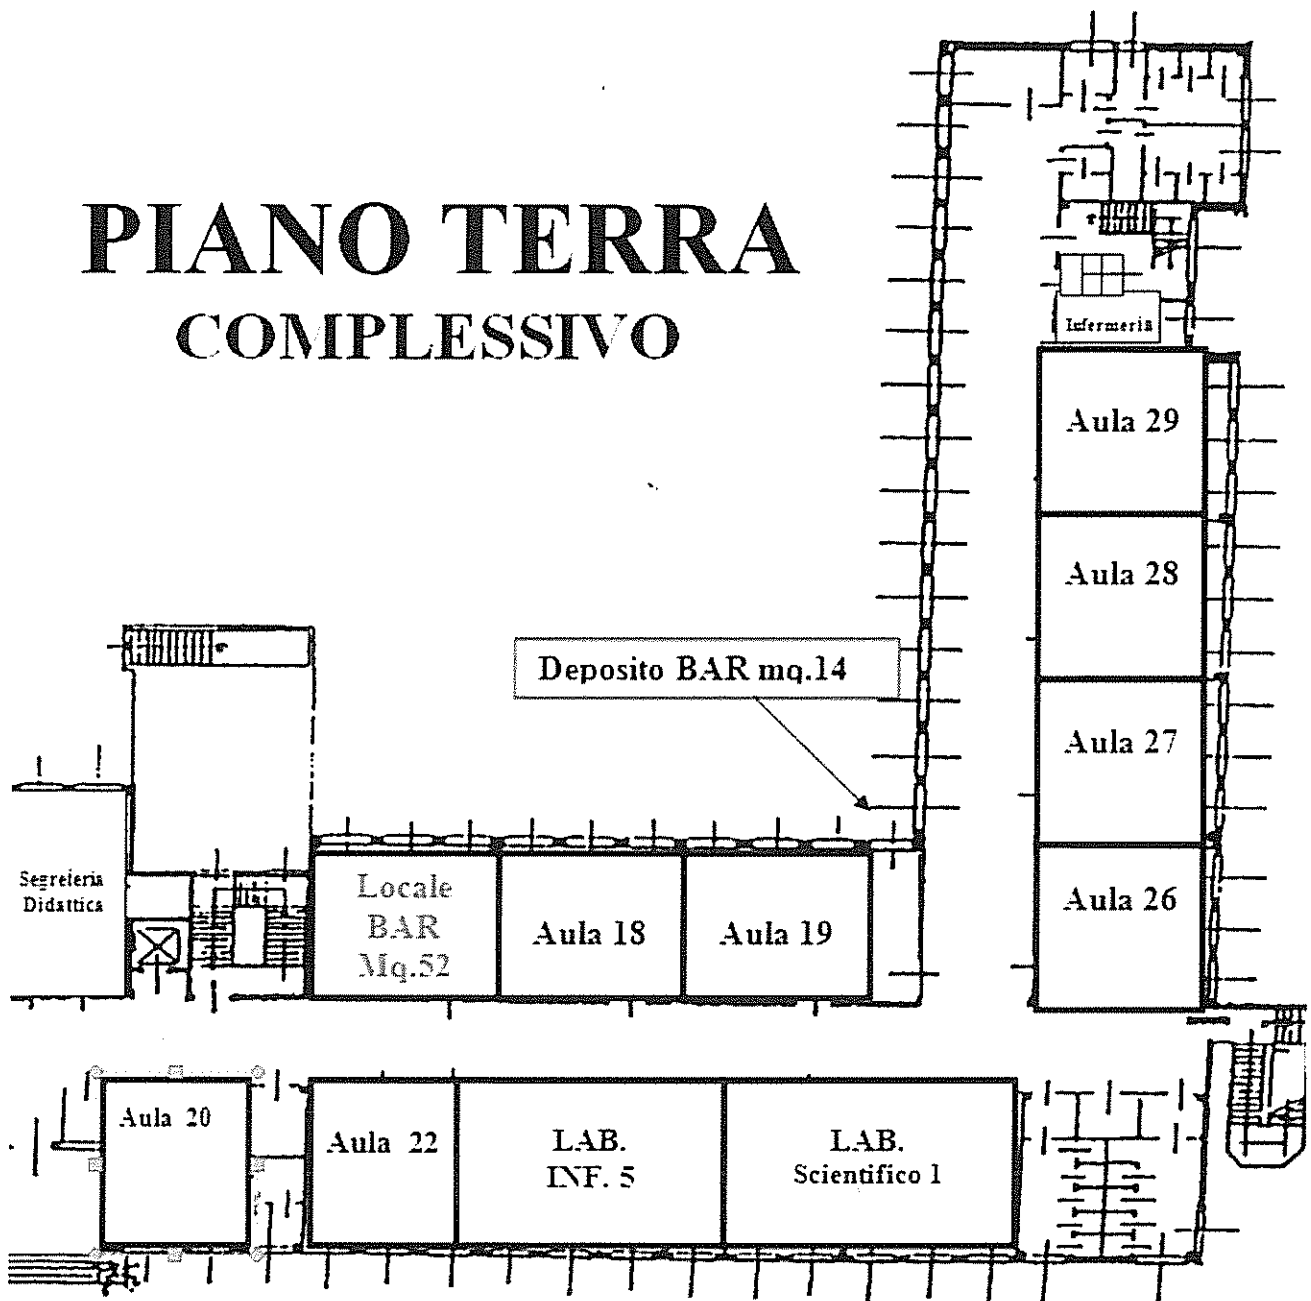 PIANO TERRA
COMPLESSIVO
Infermeria
Aula 29
Aula 28
Deposito BAR mq.14
Aula 27
Segreteria
Didattica
Locale
BAR
Mq.52
Aula 18
Aula 19
Aula 26
Aula 20
Aula 22
LAB.
INF. 5
LAB.
Scientifico 1